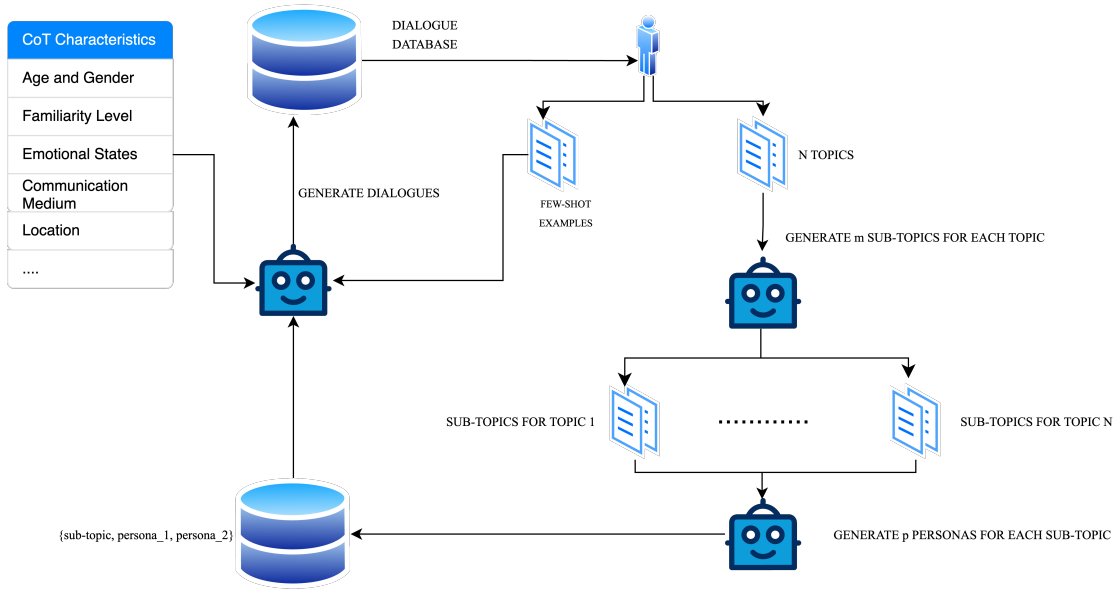 CoT Characteristics
Age and Gender
Familiarity Level
Emotional States
Communication
Medium
Location
....
DIALOGUE
DATABASE
GENERATE DIALOGUES
FEW-SHOT
EXAMPLES
N TOPICS
GENERATE m SUB-TOPICS FOR EACH TOPIC
SUB-TOPICS FOR TOPIC 1
SUB-TOPICS FOR TOPIC N
{sub-topic, persona_1, persona_2}
GENERATE p PERSONAS FOR EACH SUB-TOPIC